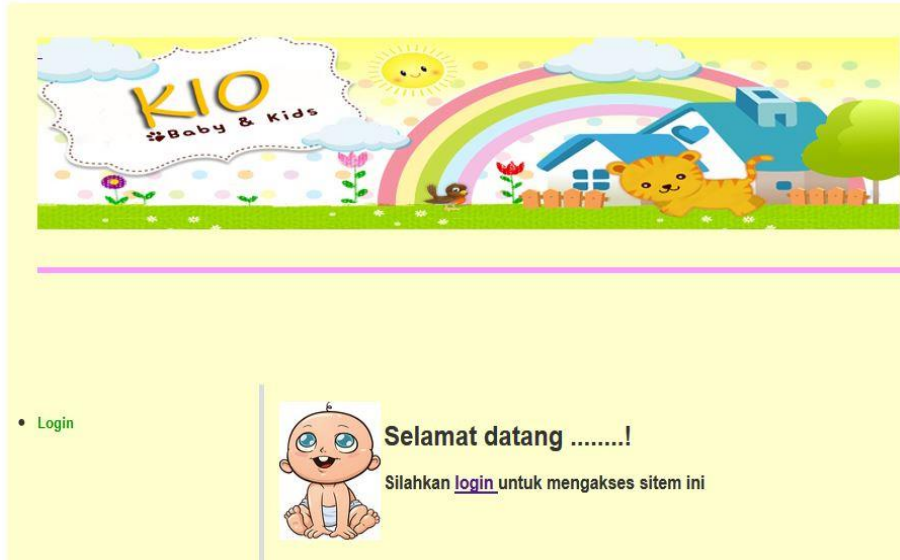 KIO
Baby & Kids
Login
Selamat datang ........!
Silahkan login untuk mengakses sitem ini